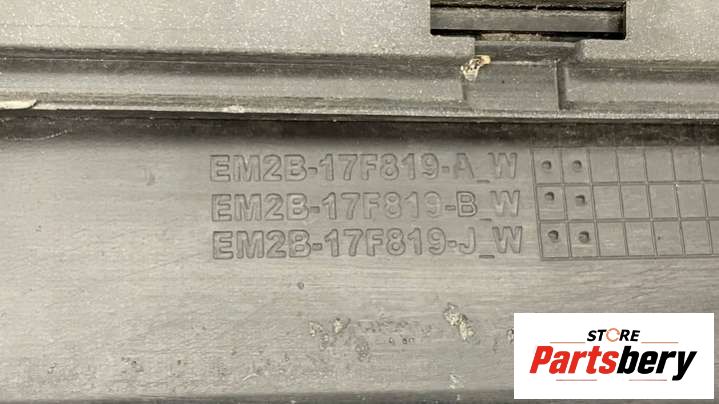 EM2B-17F819-A_W
EM2B-17F819-B_W
EM2B-17F819-J_W
STORE
Partsbery